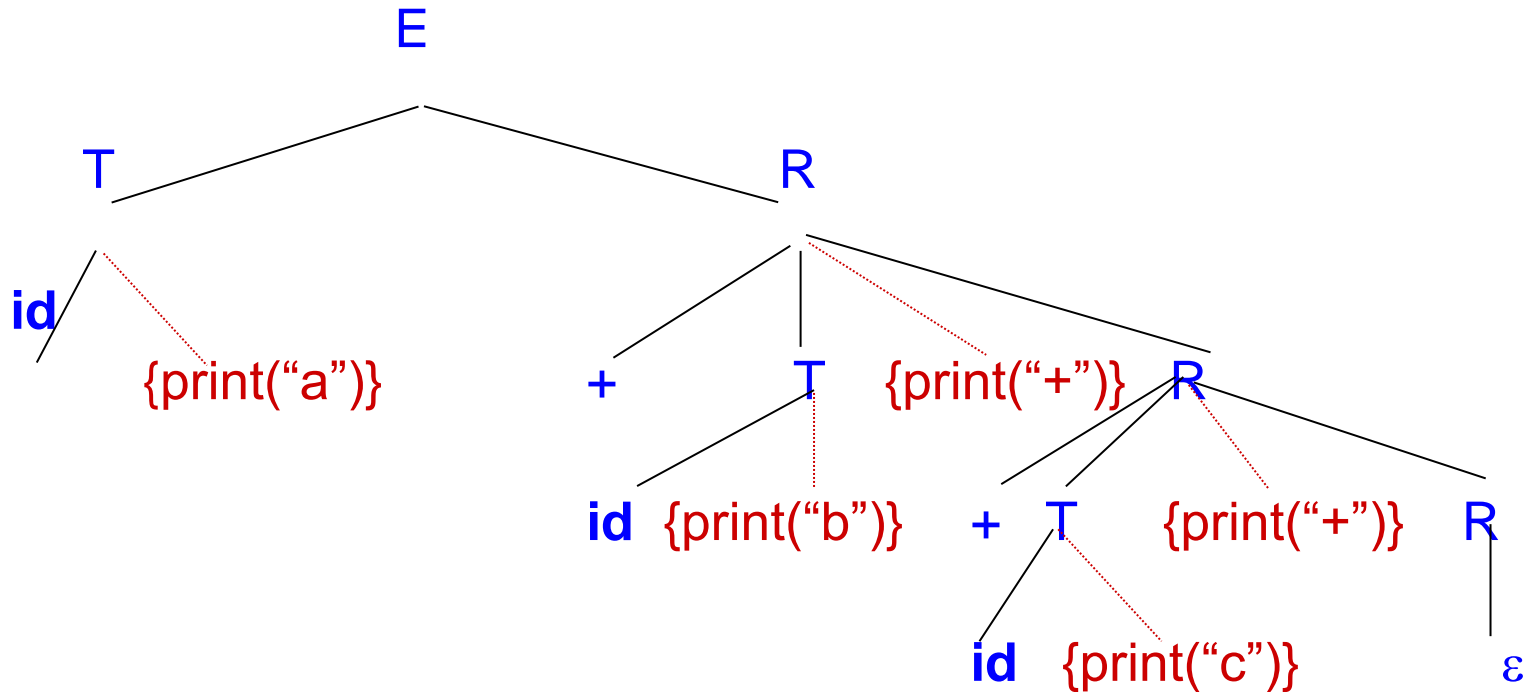 E
T R
id
{print(“a”)} + T {print(“+”)} R
id {print(“b”)} + T {print(“+”)} R
id {print(“c”)} ε